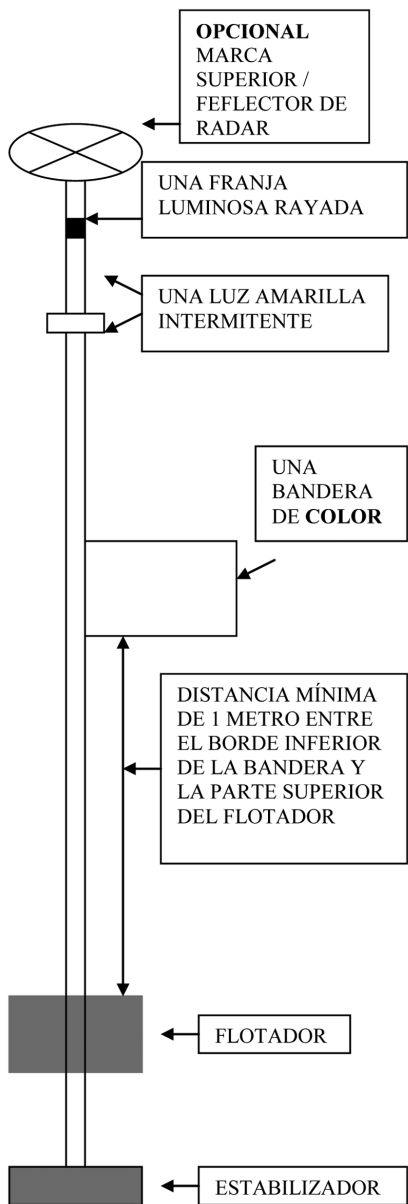 OPCIONAL
MARCA
SUPERIOR /
FEFLECTOR DE
RADAR
UNA FRANJA
LUMINOSA RAYADA
UNA LUZ AMARILLA
INTERMITENTE
UNA
BANDERA
DE COLOR
DISTANCIA MÍNIMA
DE 1 METRO ENTRE
EL BORDE INFERIOR
DE LA BANDERA Y
LA PARTE SUPERIOR
DEL FLOTADOR
FLOTADOR
ESTABILIZADOR